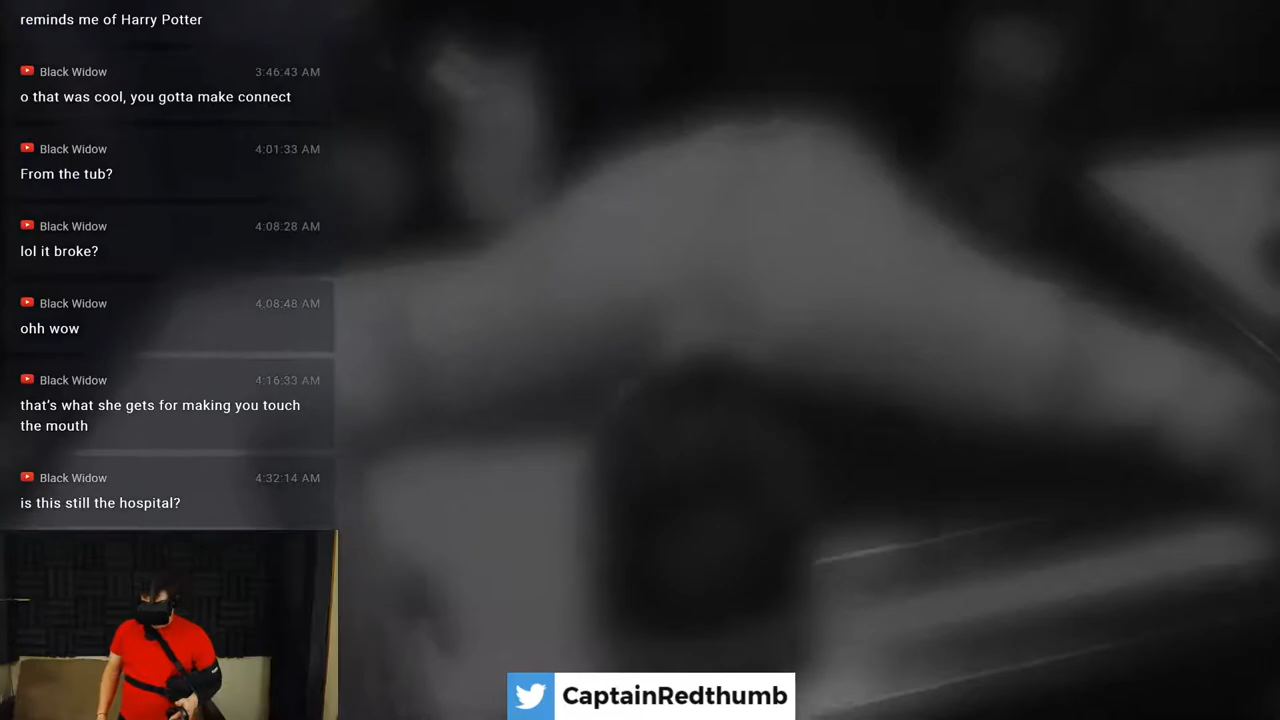 reminds me of Harry Potter
Black Widow 3:46:43 AM
o that was cool, you gotta make connect
Black Widow 4:01:33 AM
From the tub?
Black Widow 4:08:28 AM
lol it broke?
Black Widow 4:08:48 AM
ohh wow
Black Widow 4:16:33 AM
that's what she gets for making you touch
the mouth
Black Widow 4:32:14 AM
is this still the hospital?
CaptainRedthumb